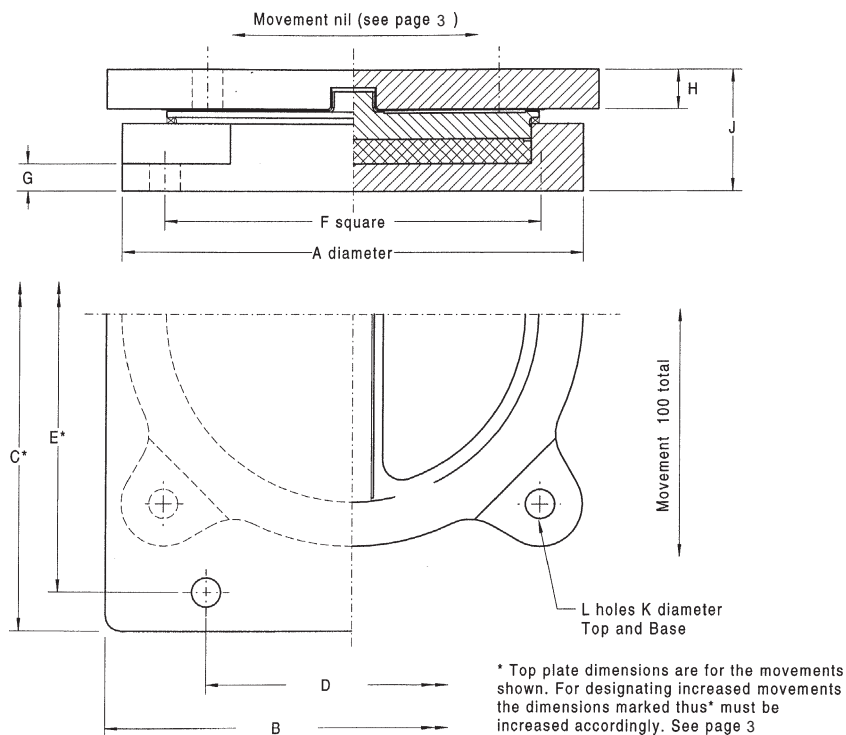 Movement nil (see page 3 )
H
J
G
F square
A diameter
E*
C*
Movement 100 total
L holes K diameter
Top and Base
D
B
* Top plate dimensions are for the movements
shown. For designating increased movements
the dimensions marked thus* must be
increased accordingly. See page 3